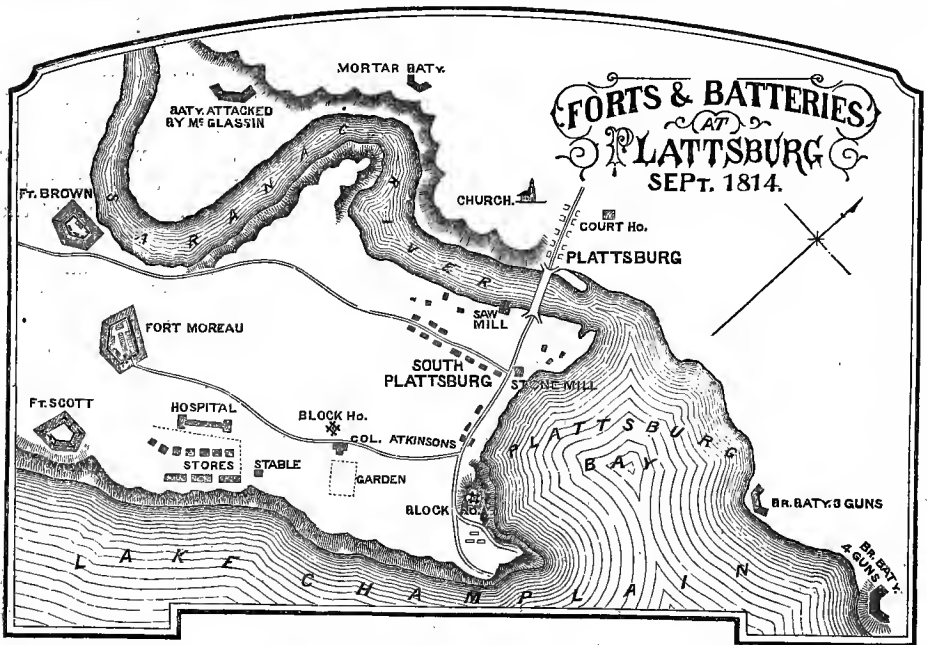 FORTS & BATTERIES
AT
PLATTSBURG
SEPT. 1814.
MORTAR BATY.
BATY. ATTACKED
BY McGLASSIN
FT. BROWN
SARANAC RIVER
CHURCH.
COURT HO.
PLATTSBURG
SAW
MILL
FORT MOREAU
SOUTH
PLATTSBURG
STONE MILL
FT. SCOTT
HOSPITAL
BLOCK HO.
COL. ATKINSONS
STORES
STABLE
GARDEN
BLOCK HO.
PLATTSBURG
BAY
BR. BATY. 3 GUNS
BR. BATY.
4 GUNS
LAKE CHAMPLAIN